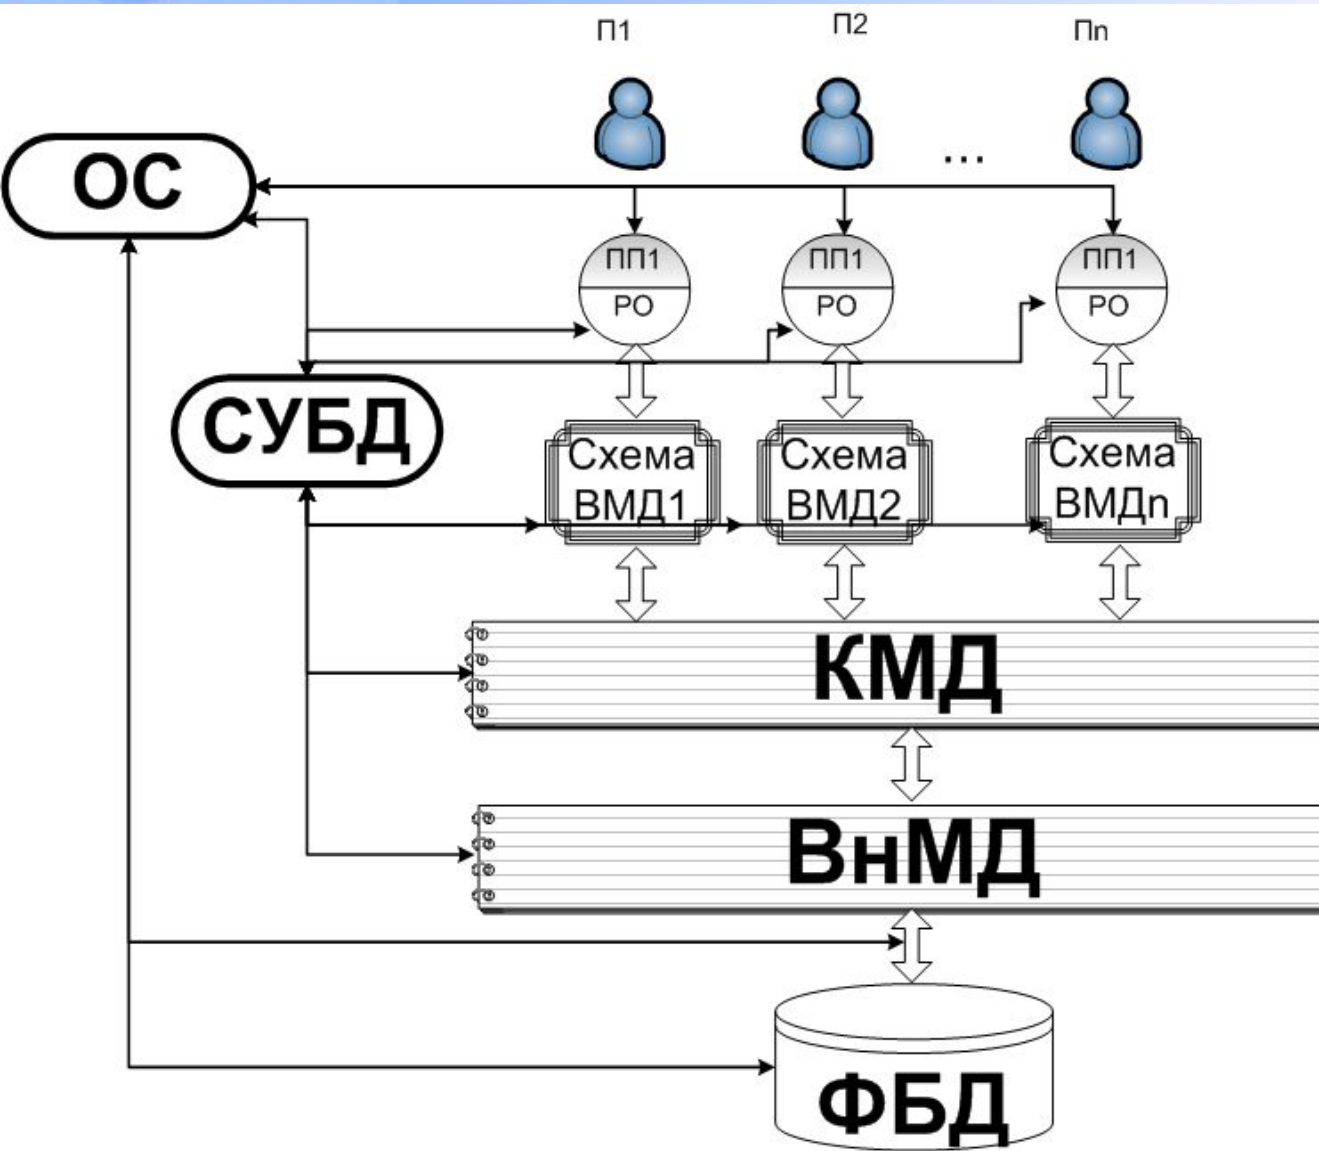 П1
П2
Пn
...
ОС
ПП1
РО
ПП1
РО
ПП1
РО
СУБД
Схема
ВМД1
Схема
ВМД2
Схема
ВМДn
КМД
ВнМД
ФБД